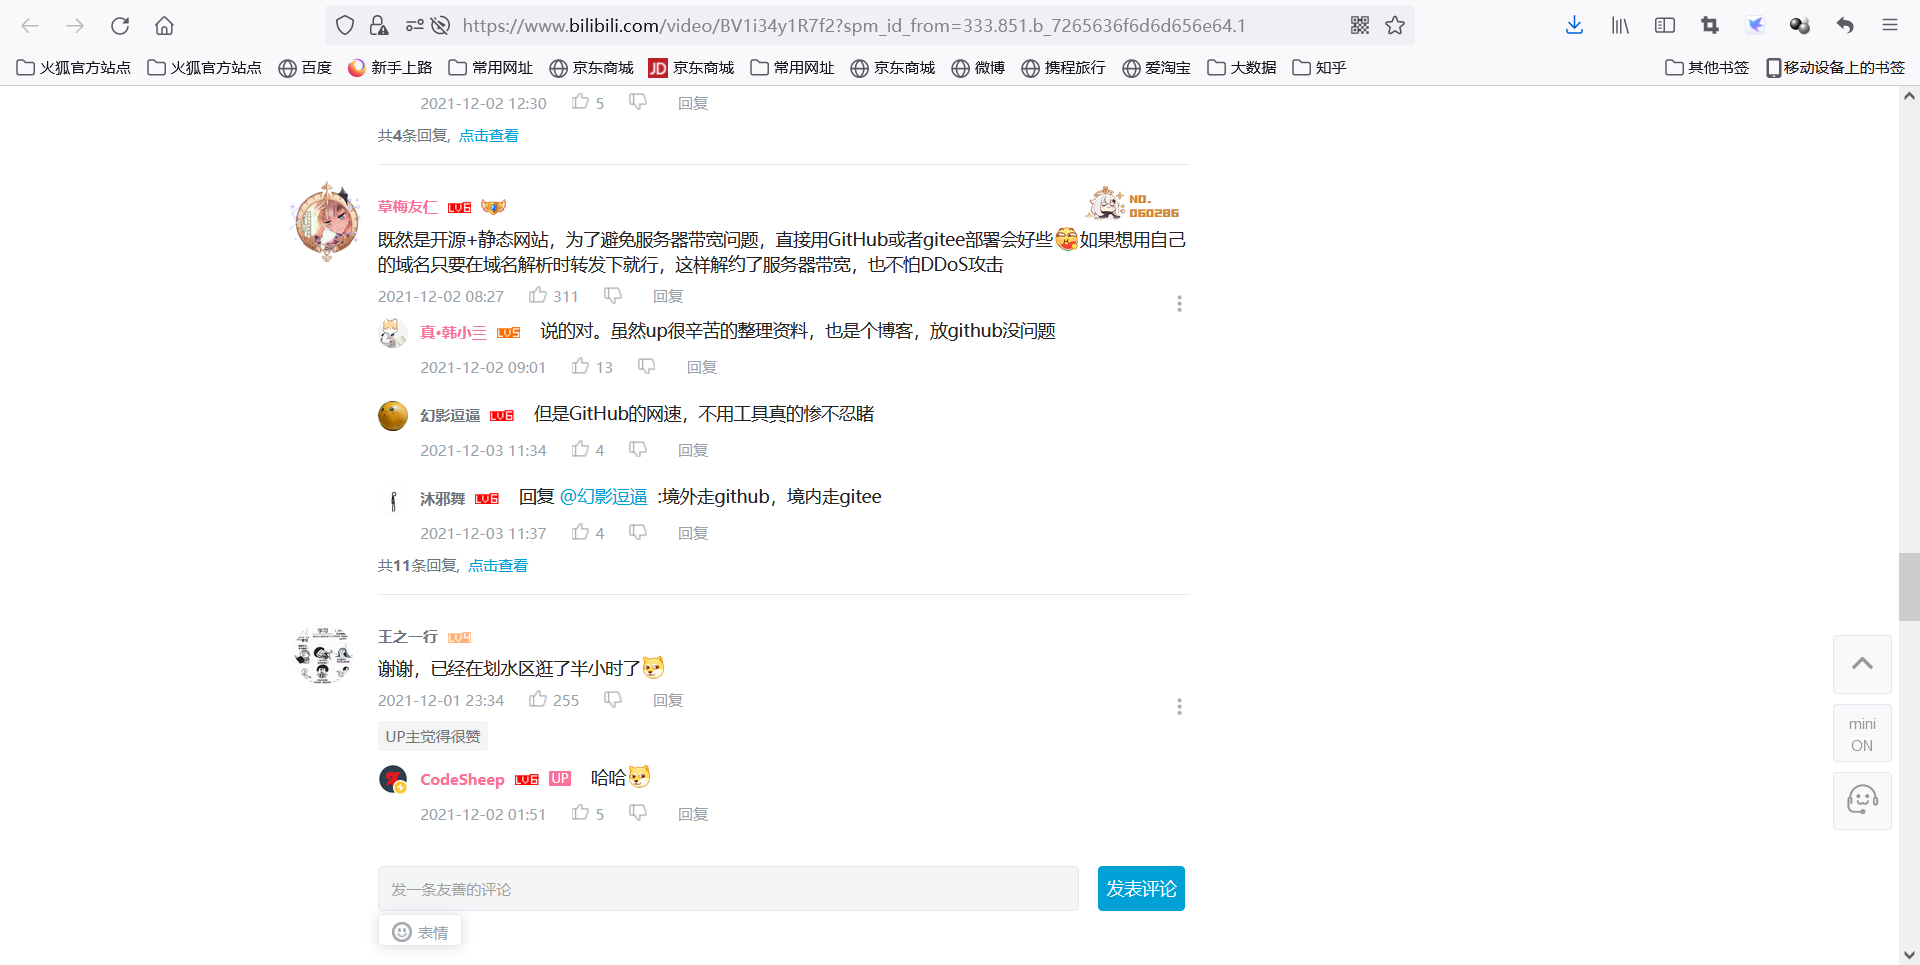 https://www.bilibili.com/video/BV1i34y1R7f2?spm_id_from=333.851.b_7265636f6d6d656e64.1
火狐官方站点 火狐官方站点 百度 新手上路 常用网址 京东商城 JD 京东商城 常用网址 京东商城 微博 携程旅行 爱淘宝 大数据 知乎 其他书签 移动设备上的书签
2021-12-02 12:30 5 回复
共4条回复, 点击查看
草梅友仁 LV6 NO.
060286
既然是开源+静态网站，为了避免服务器带宽问题，直接用GitHub或者gitee部署会好些如果想用自己
的域名只要在域名解析时转发下就行，这样解约了服务器带宽，也不怕DDoS攻击
2021-12-02 08:27 311 回复
真•韩小三 LV5 说的对。虽然up很辛苦的整理资料，也是个博客，放github没问题
2021-12-02 09:01 13 回复
幻影逗逼 LV6 但是GitHub的网速，不用工具真的惨不忍睹
2021-12-03 11:34 4 回复
沐邪舞 LV6 回复 @幻影逗逼 :境外走github，境内走gitee
2021-12-03 11:37 4 回复
共11条回复, 点击查看
王之一行 LV4
谢谢，已经在划水区逛了半小时了
2021-12-01 23:34 255 回复
UP主觉得很赞
CodeSheep LV6 UP 哈哈
2021-12-02 01:51 5 回复
发一条友善的评论 发表评论
表情
mini
ON